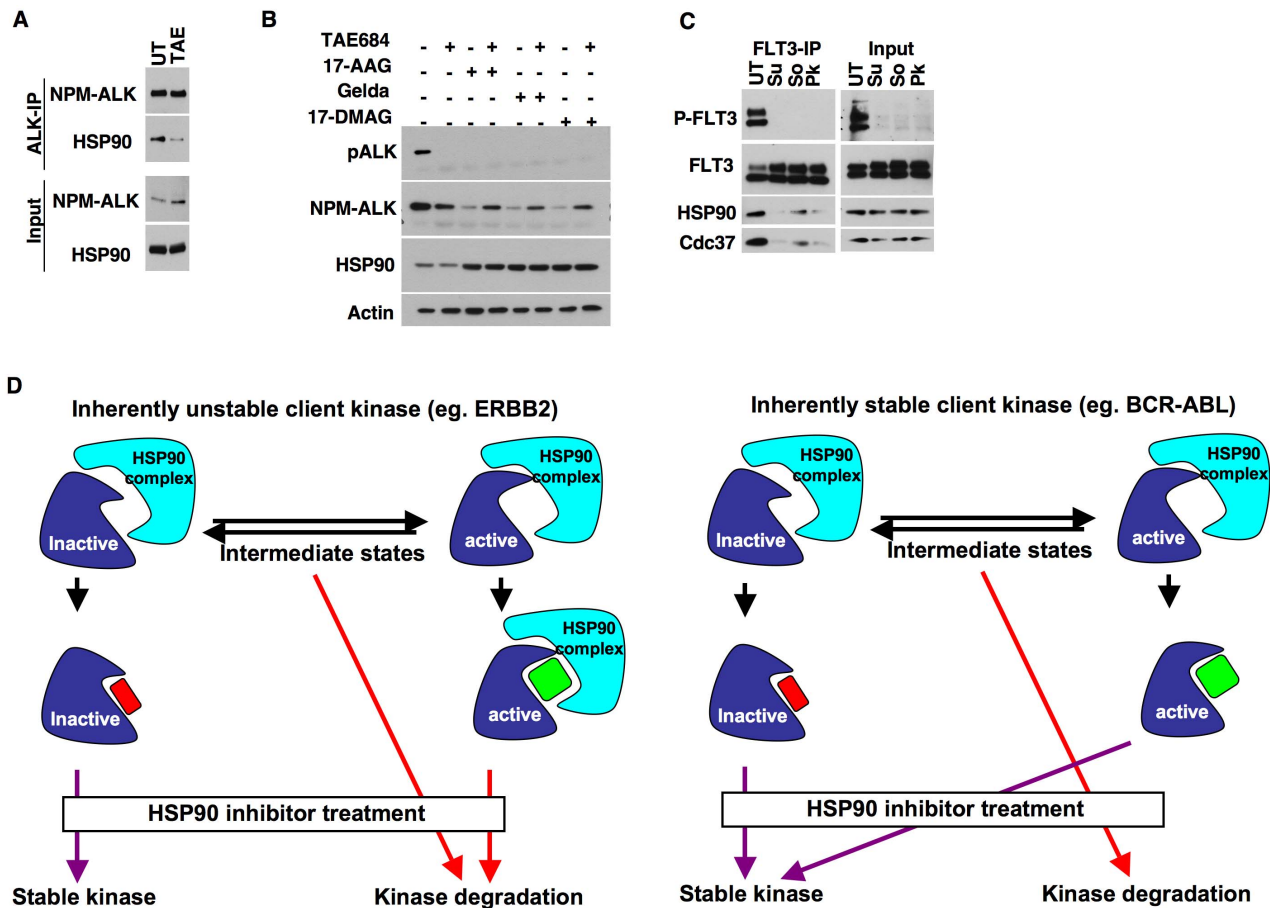 A
UT
TAE
ALK-IP
NPM-ALK
HSP90
Input
NPM-ALK
HSP90
B
TAE684 - + - + - + - +
17-AAG - - + + - - - -
Gelda - - - - + + - -
17-DMAG - - - - - - + +
pALK
NPM-ALK
HSP90
Actin
C
FLT3-IP Input
UT Su So Pk UT Su So Pk
P-FLT3
FLT3
HSP90
Cdc37
D
Inherently unstable client kinase (eg. ERBB2)
HSP90
complex
Inactive
HSP90
complex
active
Intermediate states
HSP90
complex
Inactive
active
HSP90 inhibitor treatment
Stable kinase Kinase degradation
Inherently stable client kinase (eg. BCR-ABL)
HSP90
complex
Inactive
HSP90
complex
active
Intermediate states
Inactive
active
HSP90 inhibitor treatment
Stable kinase Kinase degradation